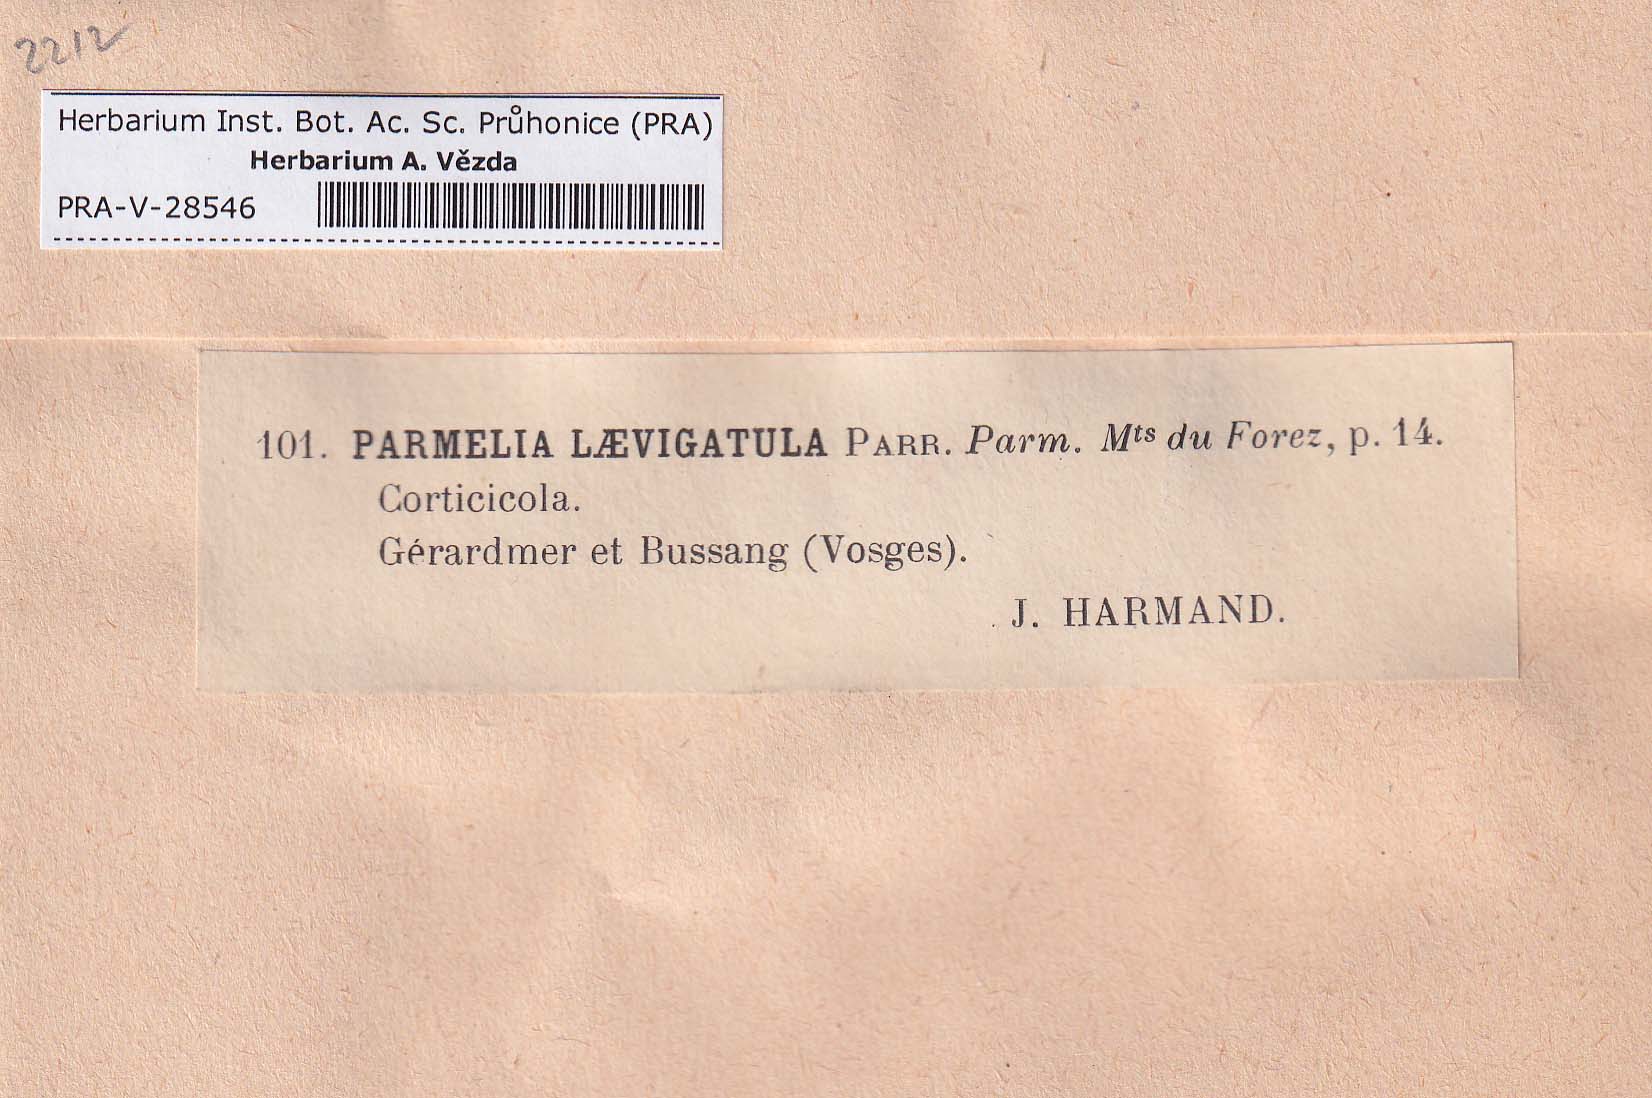 2212
Herbarium Inst. Bot. Ac. Sc. Průhonice (PRA)
Herbarium A. Vězda
PRA-V-28546
101. PARMELIA LÆVIGATULA PARR. Parm. Mts du Forez, p. 14.
Corticicola.
Gérardmer et Bussang (Vosges).
J. HARMAND.